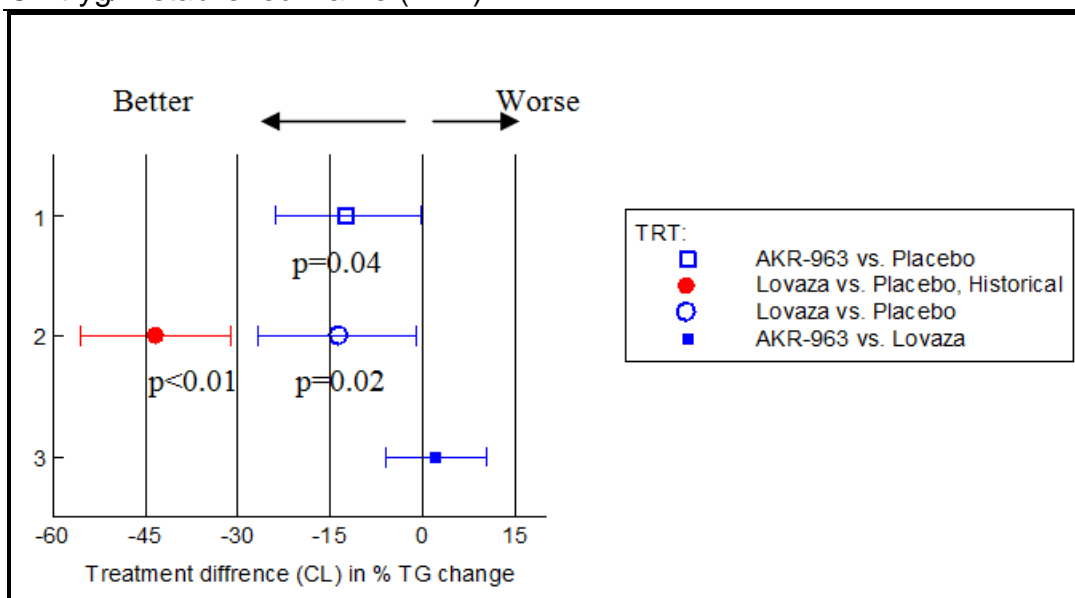 Better Worse
1
p=0.04
2
p<0.01 p=0.02
3
-60 -45 -30 -15 0 15
Treatment diffrence (CL) in % TG change
TRT:
AKR-963 vs. Placebo
Lovaza vs. Placebo, Historical
Lovaza vs. Placebo
AKR-963 vs. Lovaza